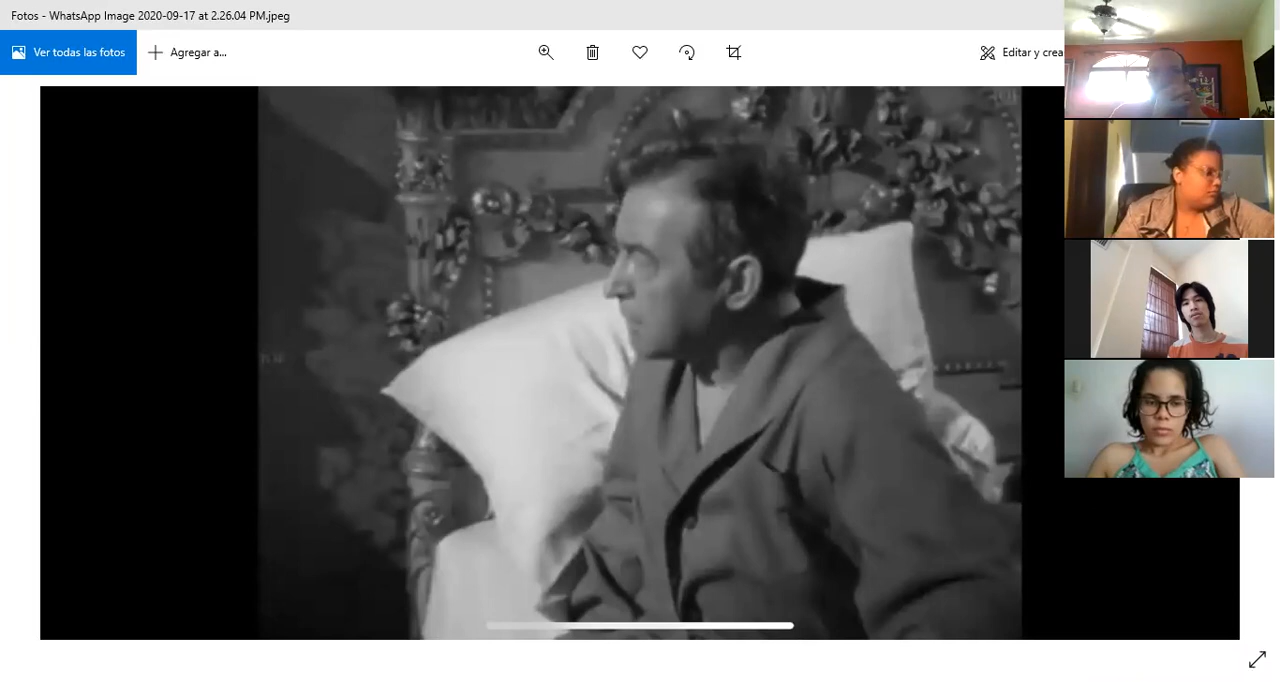 Fotos - WhatsApp Image 2020-09-17 at 2.26.04 PM.jpeg
Ver todas las fotos
Agregar a...
Editar y crea